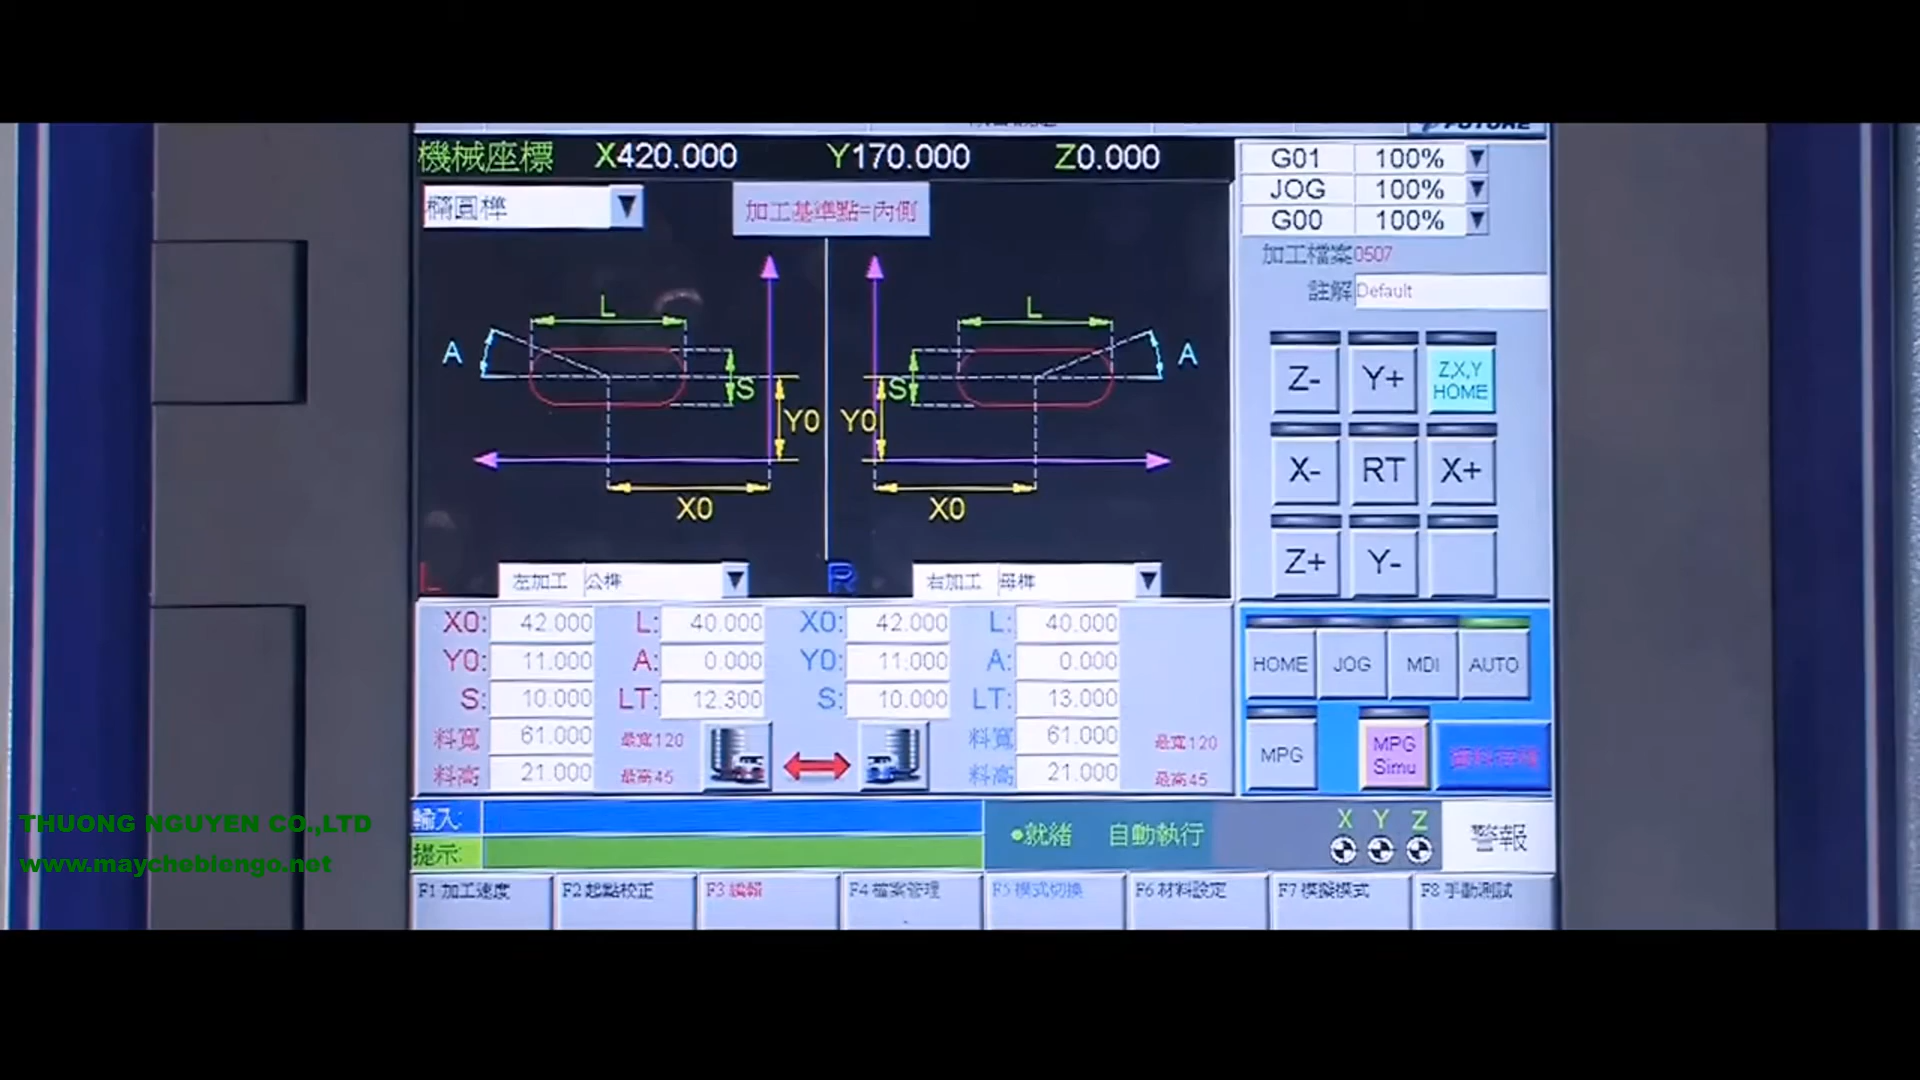 FUTURE
機械座標 X420.000 Y170.000 Z0.000
橢圓榫
加工基準點=內側
G01 100%
JOG 100%
G00 100%
加工檔案0507
註解 Default
L L
A A
S S
Y0 Y0
X0 X0
Z- Y+ Z,X,Y HOME
X- RT X+
Z+ Y-
L 左加工 公榫 R 右加工 母榫
X0: 42.000 L: 40.000 X0: 42.000 L: 40.000
Y0: 11.000 A: 0.000 Y0: 11.000 A: 0.000
S: 10.000 LT: 12.300 S: 10.000 LT: 13.000
料寬 61.000 最寬120 料寬 61.000 最寬120
料高 21.000 最高45 料高 21.000 最高45
HOME JOG MDI AUTO
MPG MPG Simu
輸入:
提示:
●就緒 自動執行
X Y Z
警報
F1 加工速度 F2 起點校正 F3 編輯 F4 檔案管理 F5 模式切換 F6 材料設定 F7 模擬模式 F8 手動測試
THUONG NGUYEN CO.,LTD
www.maycheblengo.net